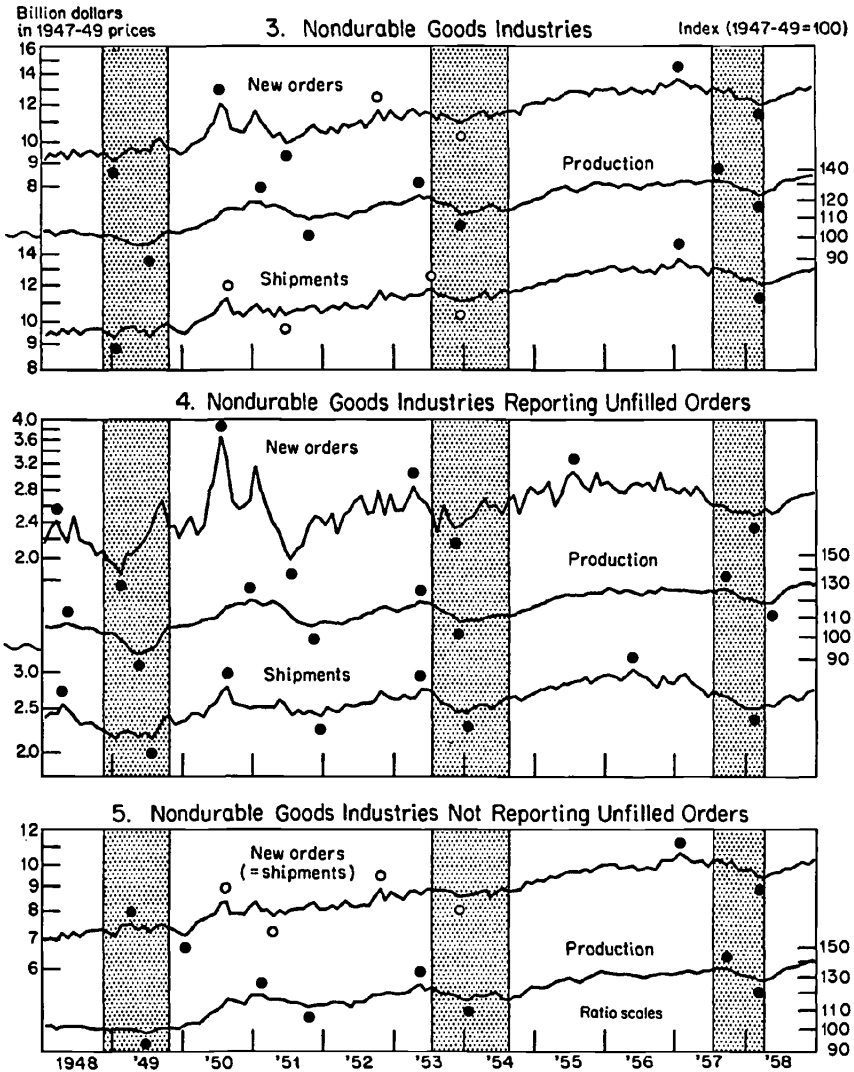 Billion dollars
in 1947-49 prices
3. Nondurable Goods Industries
Index (1947-49=100)
16
14
12
10
9
8
New orders
Production
140
120
110
100
90
14
12
10
9
8
Shipments
4. Nondurable Goods Industries Reporting Unfilled Orders
4.0
3.6
3.2
2.8
2.4
2.0
New orders
Production
150
130
110
100
90
3.0
2.5
2.0
Shipments
5. Nondurable Goods Industries Not Reporting Unfilled Orders
12
10
9
8
7
6
New orders
(=shipments)
Production
150
130
110
100
90
Ratio scales
1948 '49 '50 '51 '52 '53 '54 '55 '56 '57 '58